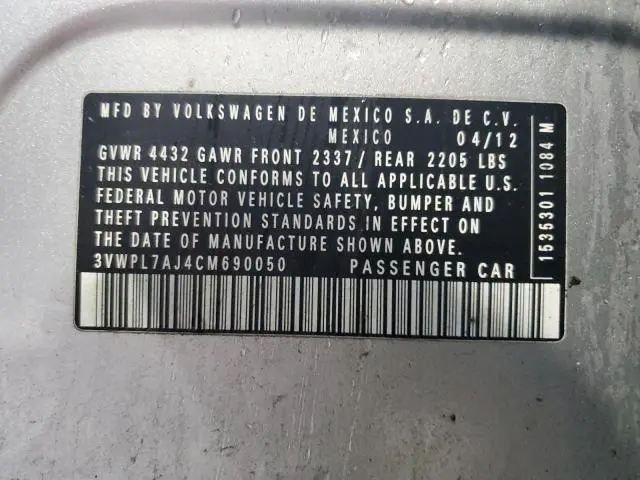 MFD BY VOLKSWAGEN DE MEXICO S.A. DE C.V.
MEXICO 04/12
GVWR 4432 GAWR FRONT 2337/ REAR 2205 LBS
THIS VEHICLE CONFORMS TO ALL APPLICABLE U.S.
FEDERAL MOTOR VEHICLE SAFETY, BUMPER AND
THEFT PREVENTION STANDARDS IN EFFECT ON
THE DATE OF MANUFACTURE SHOWN ABOVE.
3VWPL7AJ4CM690050 PASSENGER CAR
1535301 1084 M